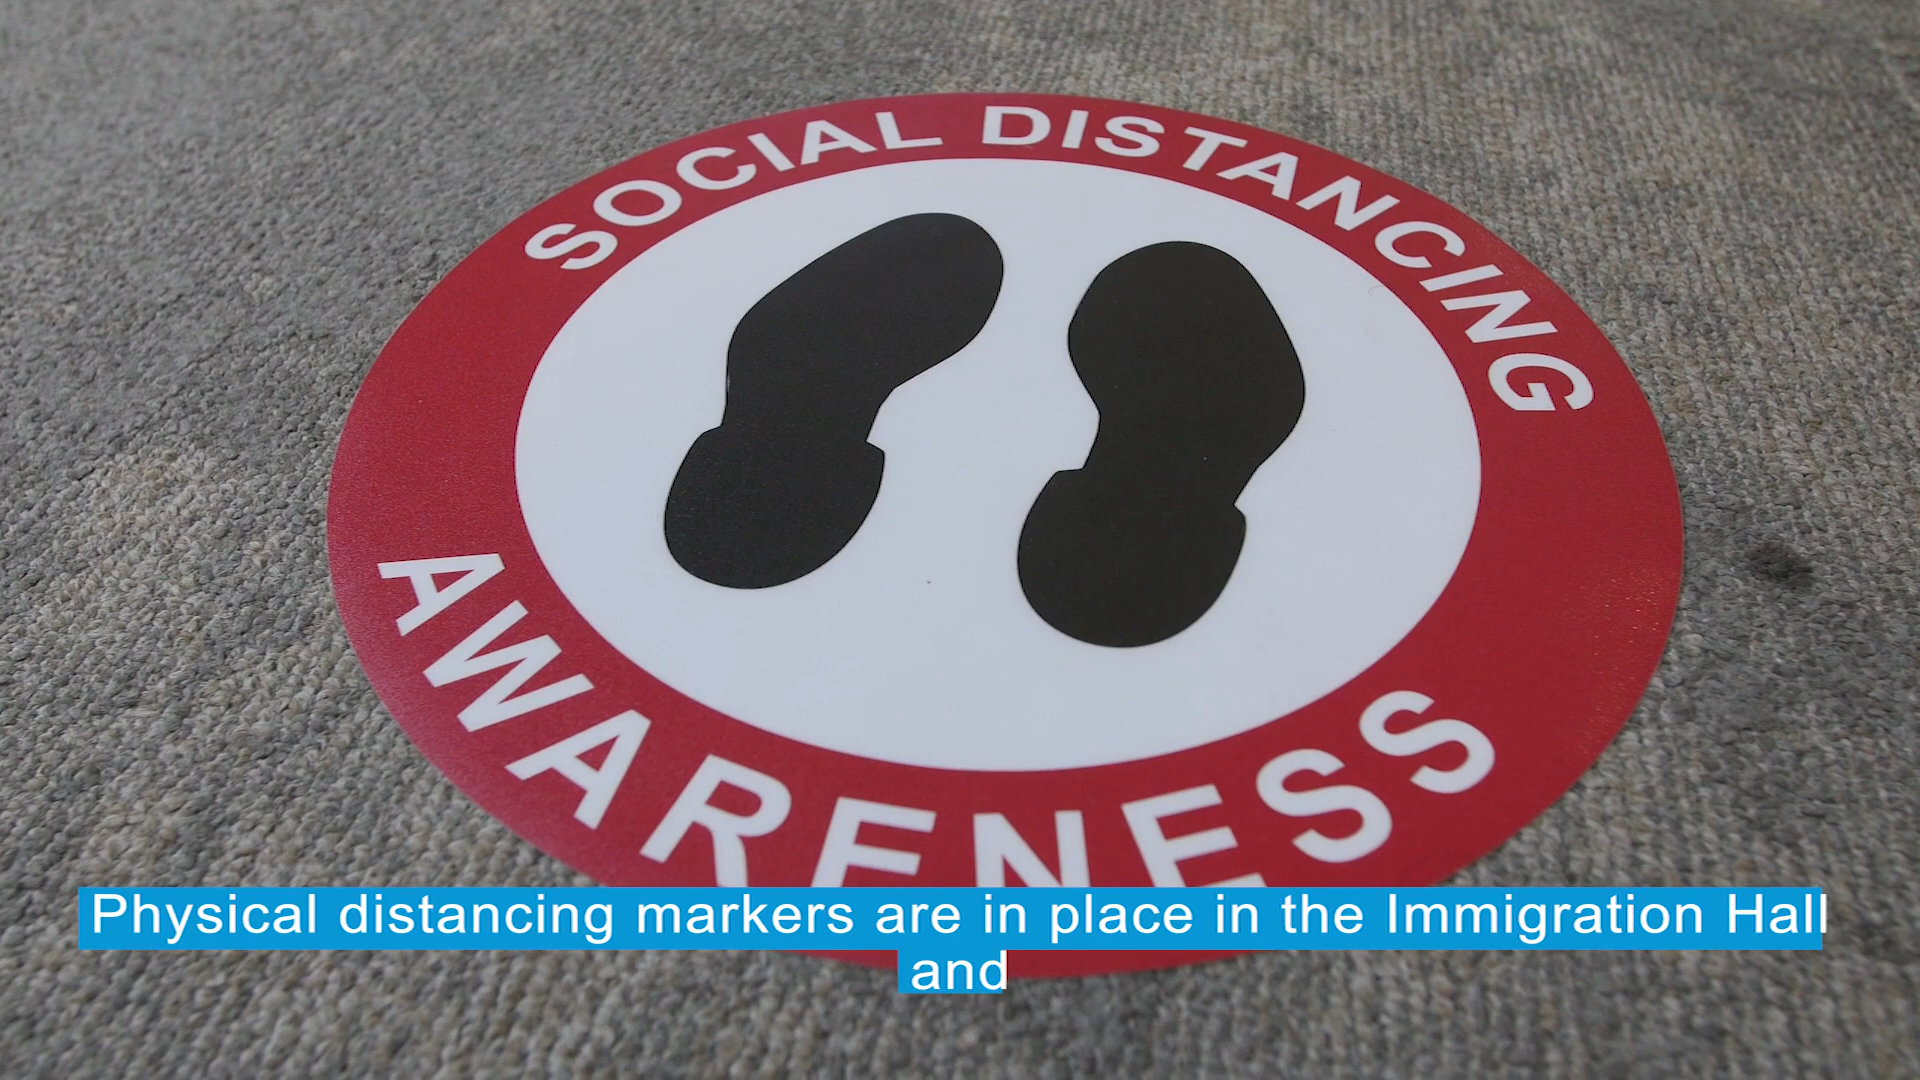 SOCIAL DISTANCING
AWARENESS
Physical distancing markers are in place in the Immigration Hall
and